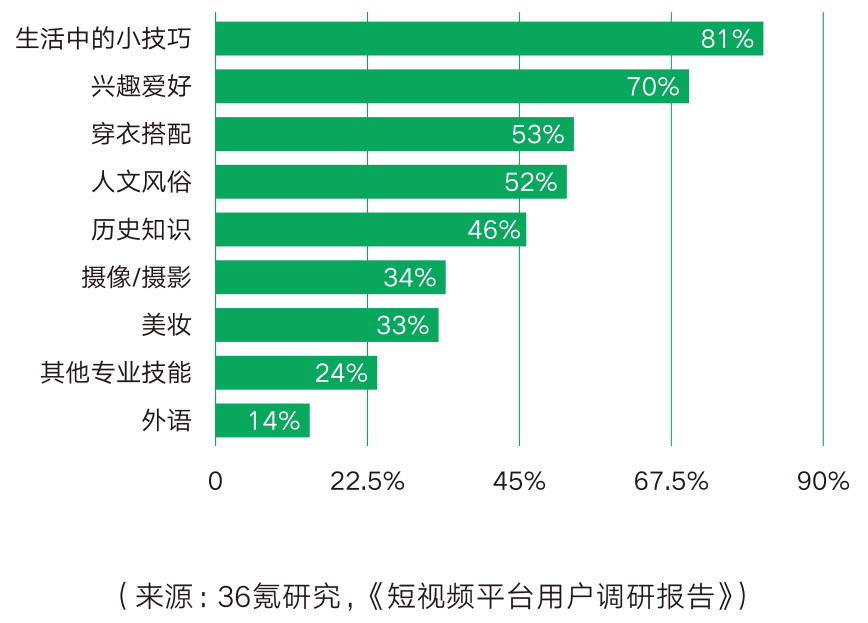 生活中的小技巧 81%
兴趣爱好 70%
穿衣搭配 53%
人文风俗 52%
历史知识 46%
摄像/摄影 34%
美妆 33%
其他专业技能 24%
外语 14%
0 22.5% 45% 67.5% 90%
(来源:36氪研究,《短视频平台用户调研报告》)